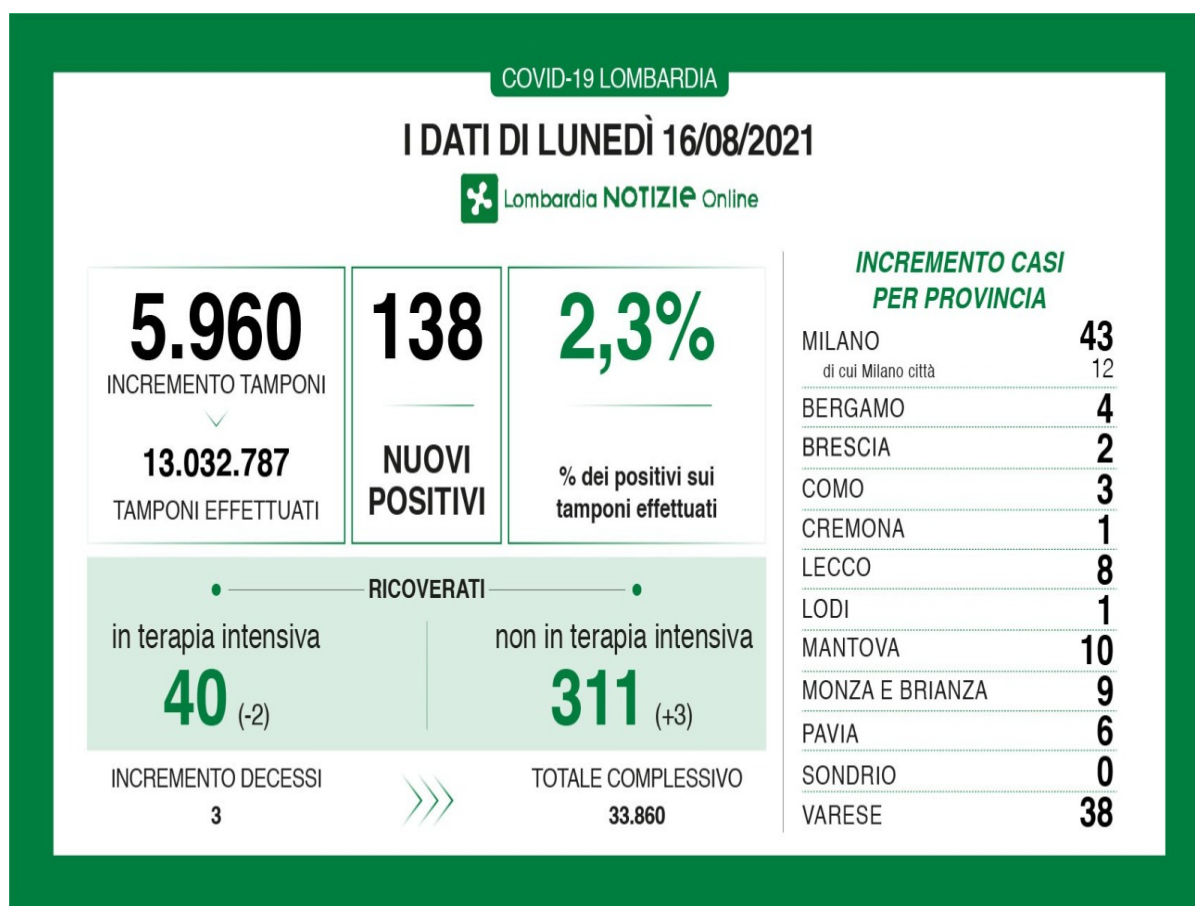 COVID-19 LOMBARDIA
I DATI DI LUNEDÌ 16/08/2021
Lombardia NOTIZIE Online
5.960
INCREMENTO TAMPONI
13.032.787
TAMPONI EFFETTUATI
138
NUOVI
POSITIVI
2,3%
% dei positivi sui
tamponi effettuati
RICOVERATI
in terapia intensiva
40 (-2)
non in terapia intensiva
311 (+3)
INCREMENTO DECESSI
3
TOTALE COMPLESSIVO
33.860
INCREMENTO CASI
PER PROVINCIA
MILANO 43
di cui Milano città 12
BERGAMO 4
BRESCIA 2
COMO 3
CREMONA 1
LECCO 8
LODI 1
MANTOVA 10
MONZA E BRIANZA 9
PAVIA 6
SONDRIO 0
VARESE 38